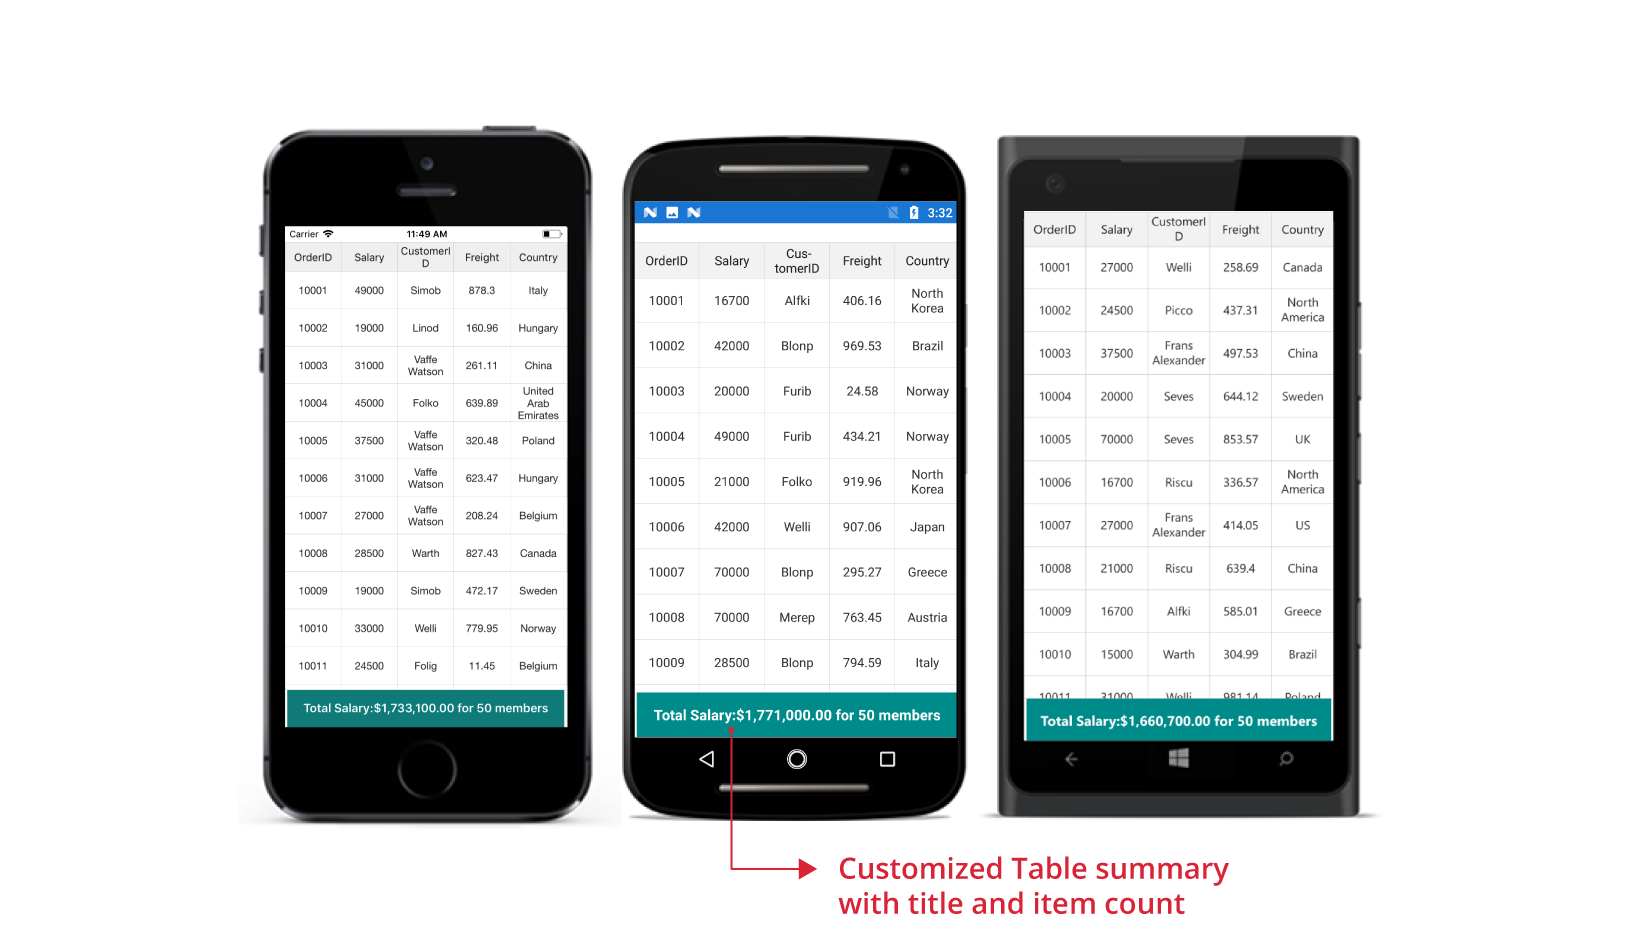 Carrier 11:49 AM
OrderID Salary CustomerI Freight Country
D
10001 49000 Simob 878.3 Italy
10002 19000 Linod 160.96 Hungary
10003 31000 Vaffe 261.11 China
Watson
10004 45000 Folko 639.89 United
Arab
Emirates
10005 37500 Vaffe 320.48 Poland
Watson
10006 31000 Vaffe 623.47 Hungary
Watson
10007 27000 Vaffe 208.24 Belgium
Watson
10008 28500 Warth 827.43 Canada
10009 19000 Simob 472.17 Sweden
10010 33000 Welli 779.95 Norway
10011 24500 Folig 11.45 Belgium
Total Salary:$1,733,100.00 for 50 members
3:32
OrderID Salary Cus- Freight Country
tomerID
10001 16700 Alfki 406.16 North
Korea
10002 42000 Blonp 969.53 Brazil
10003 20000 Furib 24.58 Norway
10004 49000 Furib 434.21 Norway
10005 21000 Folko 919.96 North
Korea
10006 42000 Welli 907.06 Japan
10007 70000 Blonp 295.27 Greece
10008 70000 Merep 763.45 Austria
10009 28500 Blonp 794.59 Italy
Total Salary:$1,771,000.00 for 50 members
OrderID Salary CustomerI Freight Country
D
10001 27000 Welli 258.69 Canada
10002 24500 Picco 437.31 North
America
10003 37500 Frans 497.53 China
Alexander
10004 20000 Seves 644.12 Sweden
10005 70000 Seves 853.57 UK
10006 16700 Riscu 336.57 North
America
10007 27000 Frans 414.05 US
Alexander
10008 21000 Riscu 639.4 China
10009 16700 Alfki 585.01 Greece
10010 15000 Warth 304.99 Brazil
10011 31000 Welli 981.14 Poland
Total Salary:$1,660,700.00 for 50 members
Customized Table summary
with title and item count